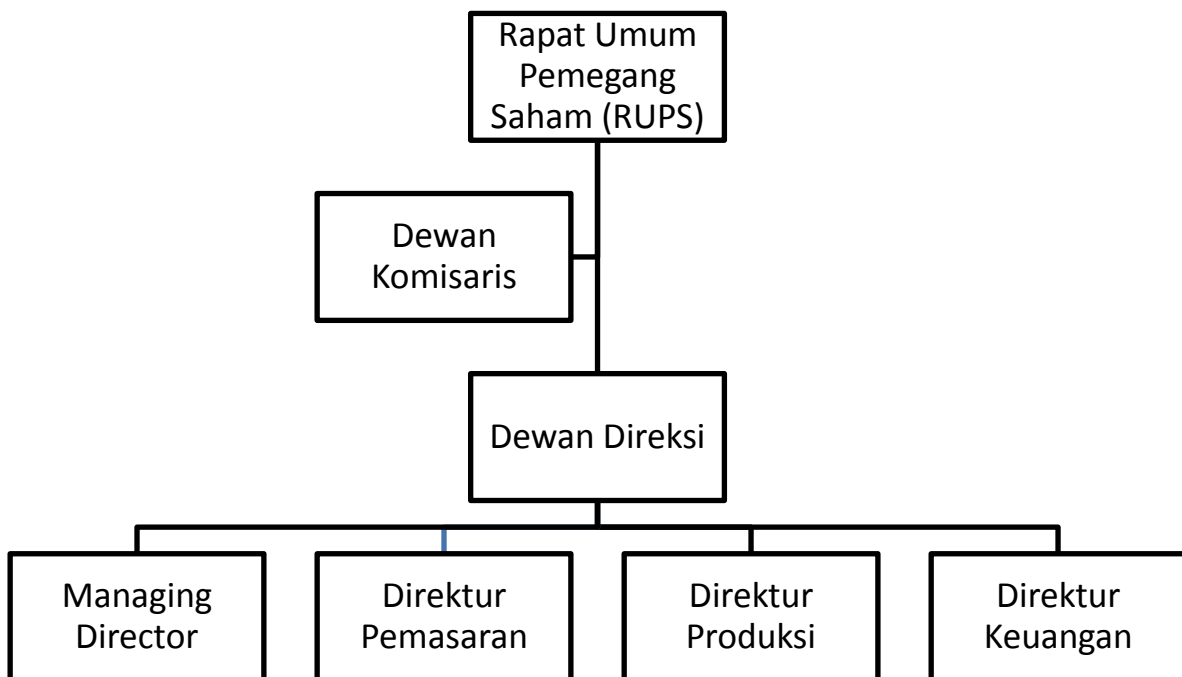 Rapat Umum
Pemegang
Saham (RUPS)
Dewan
Komisaris
Dewan Direksi
Managing
Director
Direktur
Pemasaran
Direktur
Produksi
Direktur
Keuangan